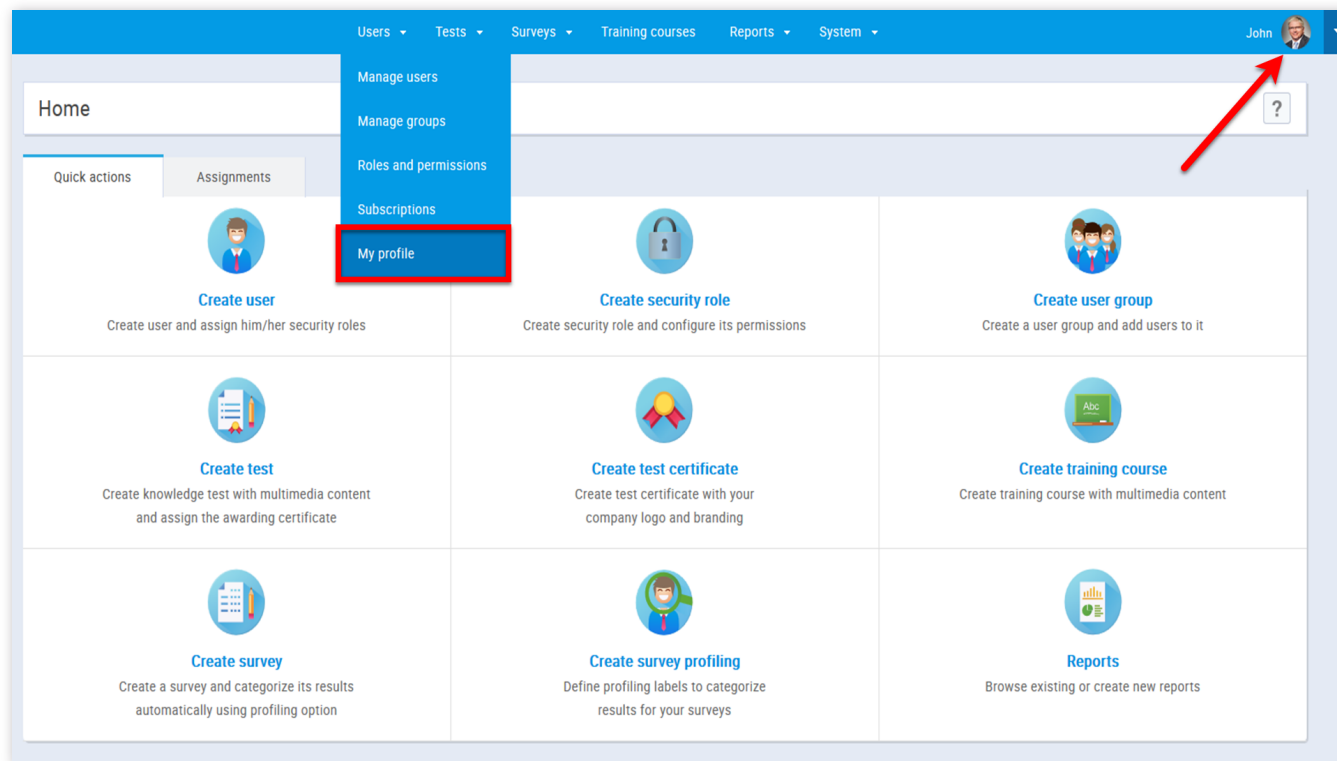 Users
Tests
Surveys
Training courses
Reports
System
John
Manage users
Manage groups
Roles and permissions
Subscriptions
My profile
Home
?
Quick actions
Assignments
Create user
Create user and assign him/her security roles
Create security role
Create security role and configure its permissions
Create user group
Create a user group and add users to it
Create test
Create knowledge test with multimedia content
and assign the awarding certificate
Create test certificate
Create test certificate with your
company logo and branding
Abc
Create training course
Create training course with multimedia content
Create survey
Create a survey and categorize its results
automatically using profiling option
Create survey profiling
Define profiling labels to categorize
results for your surveys
Reports
Browse existing or create new reports